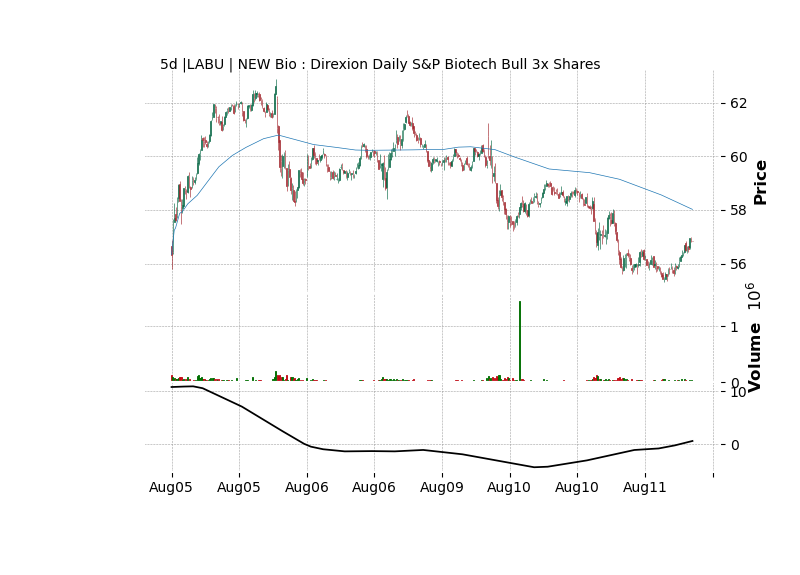 5d |LABU | NEW Bio : Direxion Daily S&P Biotech Bull 3x Shares
62
60
58
56
Price
1
0
Volume 10^6
10
0
Aug05 Aug05 Aug06 Aug06 Aug09 Aug10 Aug10 Aug11